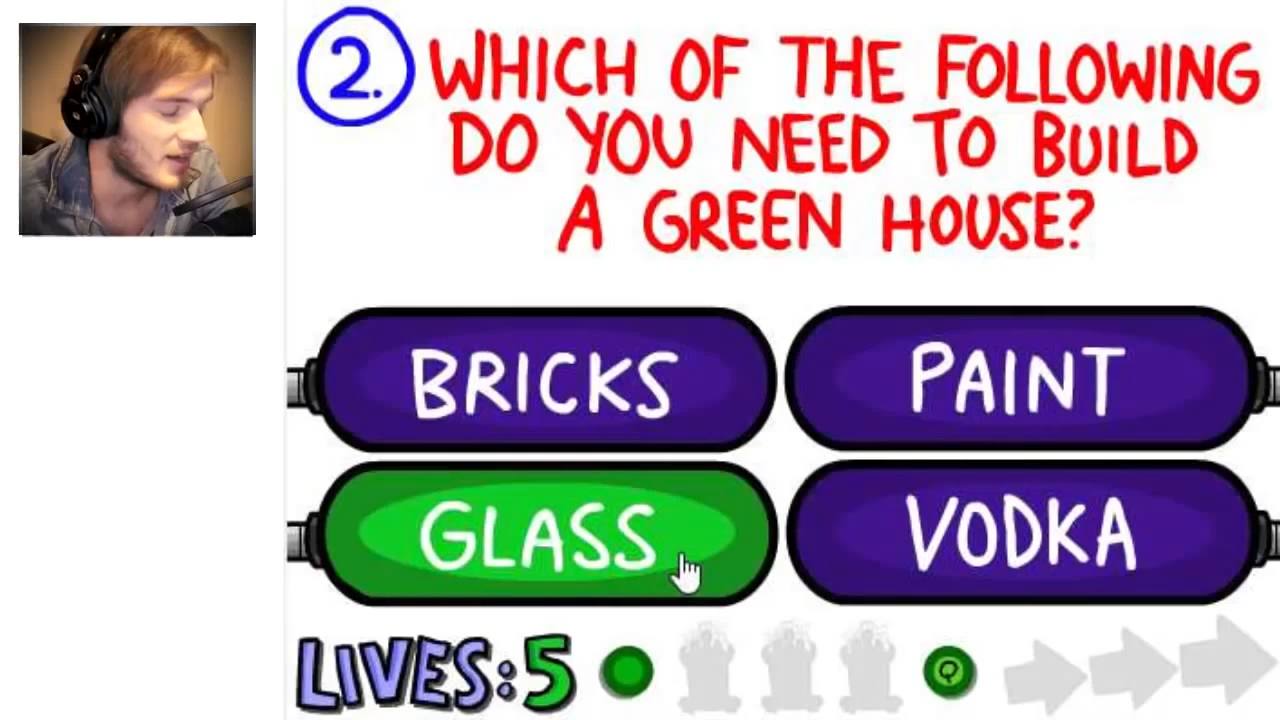 2. WHICH OF THE FOLLOWING
DO YOU NEED TO BUILD
A GREEN HOUSE?
BRICKS
PAINT
GLASS
VODKA
LIVES: 5
Q